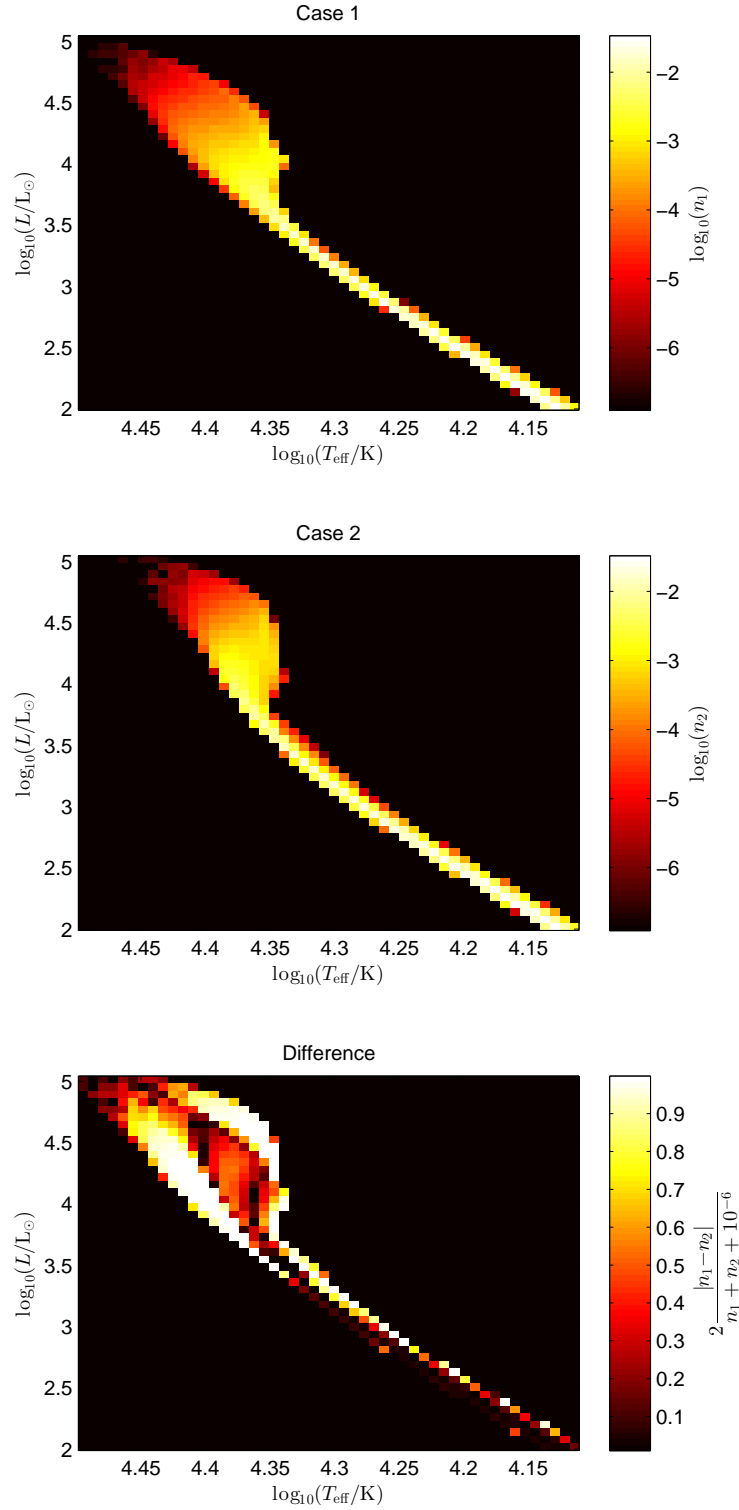 Case 1
5
4.5
4
3.5
3
2.5
2
log₁₀(L/L☉)
4.45 4.4 4.35 4.3 4.25 4.2 4.15
log₁₀(T_eff/K)
−2
−3
−4
−5
−6
log₁₀(n₁)
Case 2
5
4.5
4
3.5
3
2.5
2
log₁₀(L/L☉)
4.45 4.4 4.35 4.3 4.25 4.2 4.15
log₁₀(T_eff/K)
−2
−3
−4
−5
−6
log₁₀(n₂)
Difference
5
4.5
4
3.5
3
2.5
2
log₁₀(L/L☉)
4.45 4.4 4.35 4.3 4.25 4.2 4.15
log₁₀(T_eff/K)
0.9
0.8
0.7
0.6
0.5
0.4
0.3
0.2
0.1
2 |n₁−n₂| / (n₁ + n₂ + 10⁻⁶)